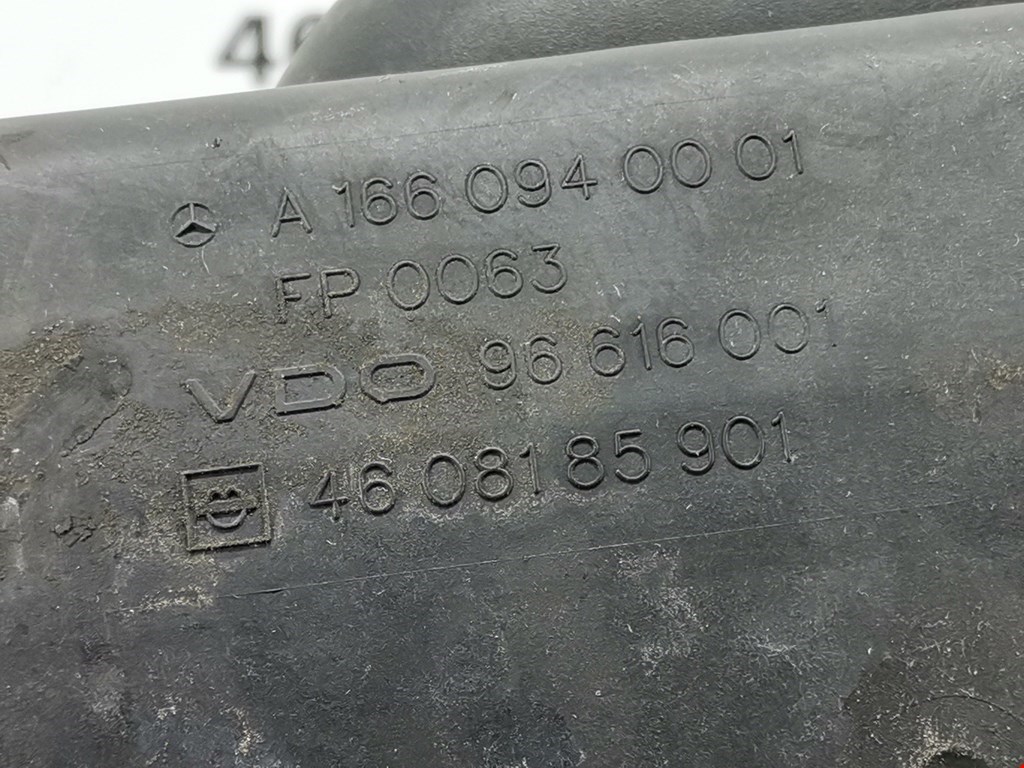 A 166 094 00 01
FP 0063
VDO 96 616 001
46 081 85 901